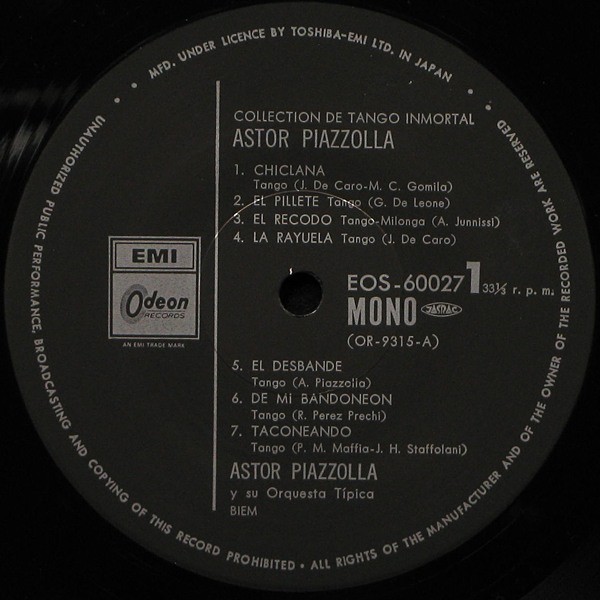 MFD. UNDER LICENCE BY TOSHIBA-EMI LTD. IN JAPAN
COLLECTION DE TANGO INMORTAL
ASTOR PIAZZOLLA
1. CHICLANA
Tango (J. De Caro-M. C. Gomila)
2. EL PILLETE Tango (G. De Leone)
3. EL RECODO Tango-Milonga (A. Junnissi)
4. LA RAYUELA Tango (J. De Caro)
EMI
Odeon
RECORDS
AN EMI TRADE MARK
EOS-60027 1 33⅓ r. p. m.
MONO JASRAC
(OR-9315-A)
5. EL DESBANDE
Tango (A. Piazzolla)
6. DE Mi BANDONEON
Tango (R. Perez Prechi)
7. TACONEANDO
Tango (P. M. Maffia-J. H. Staffolani)
ASTOR PIAZZOLLA
y su Orquesta Típica
BIEM
UNAUTHORIZED PUBLIC PERFORMANCE, BROADCASTING AND COPYING OF THIS RECORD PROHIBITED • ALL RIGHTS OF THE MANUFACTURER AND OF THE OWNER OF THE RECORDED WORK ARE RESERVED